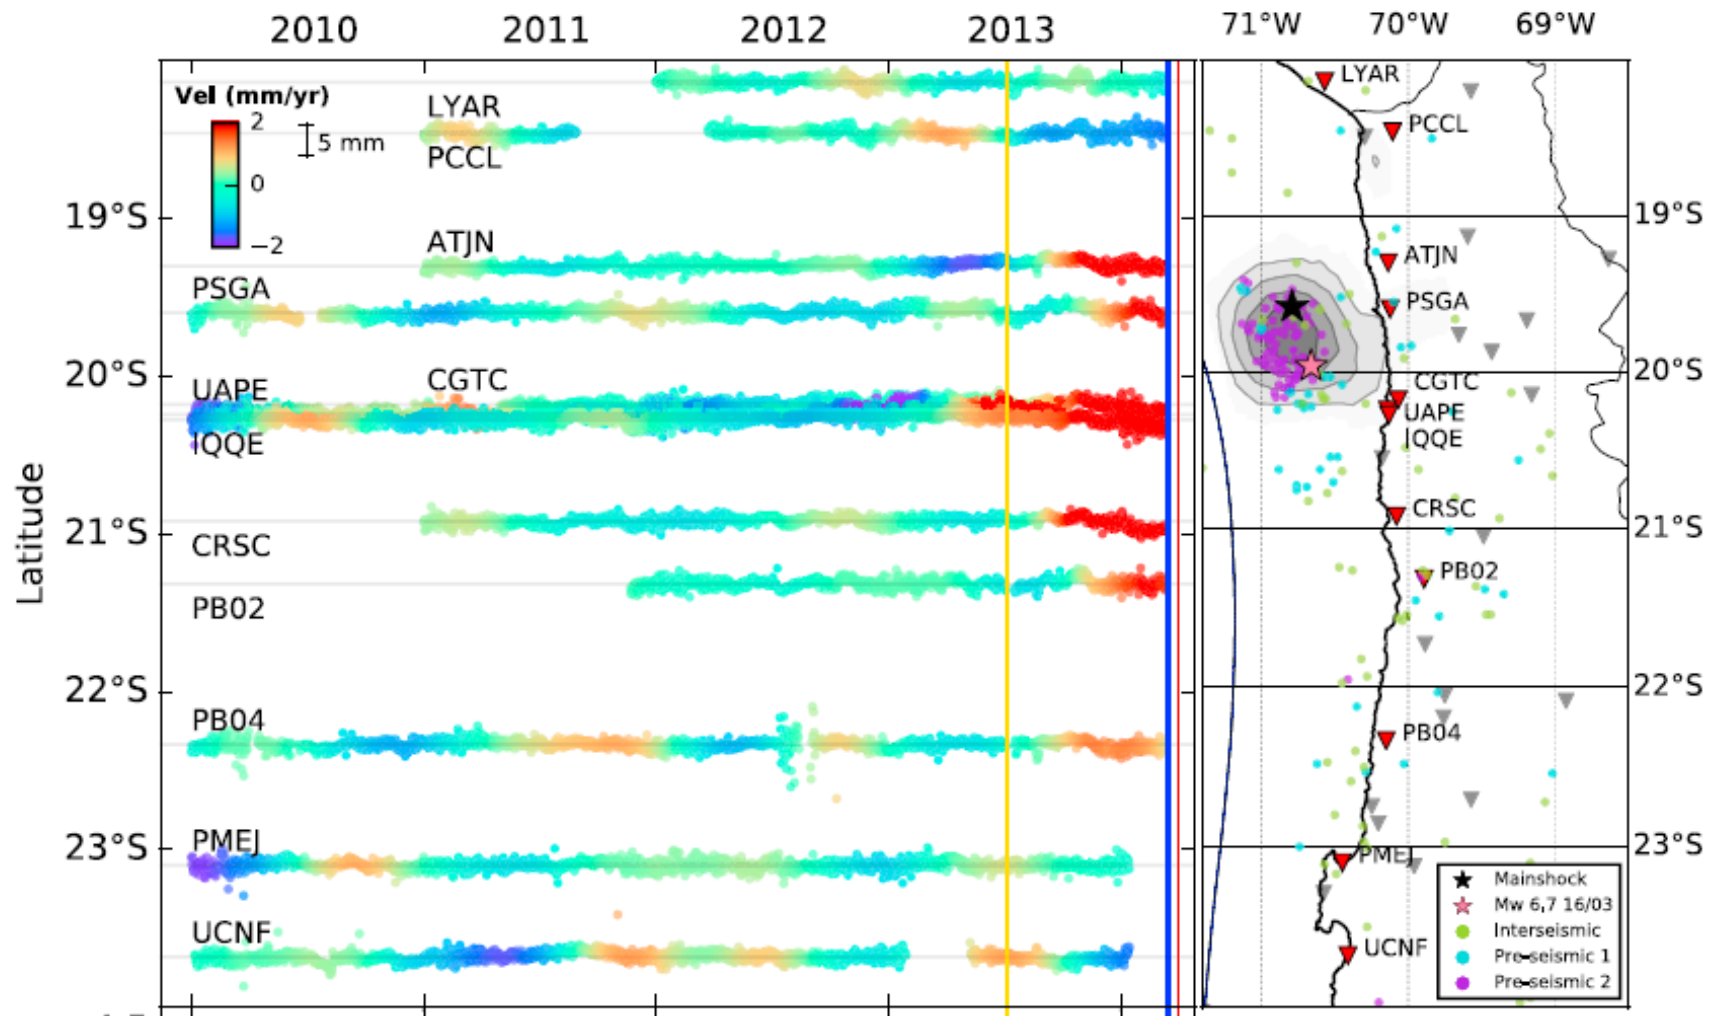 2010 2011 2012 2013
Vel (mm/yr)
2
0
−2
5 mm
LYAR
PCCL
ATJN
PSGA
CGTC
UAPE
IQQE
CRSC
PB02
PB04
PMEJ
UCNF
Latitude
19°S
20°S
21°S
22°S
23°S
71°W 70°W 69°W
LYAR
PCCL
ATJN
PSGA
CGTC
UAPE
IQQE
CRSC
PB02
PB04
PMEJ
UCNF
19°S
20°S
21°S
22°S
23°S
Mainshock
Mw 6,7 16/03
Interseismic
Pre-seismic 1
Pre-seismic 2